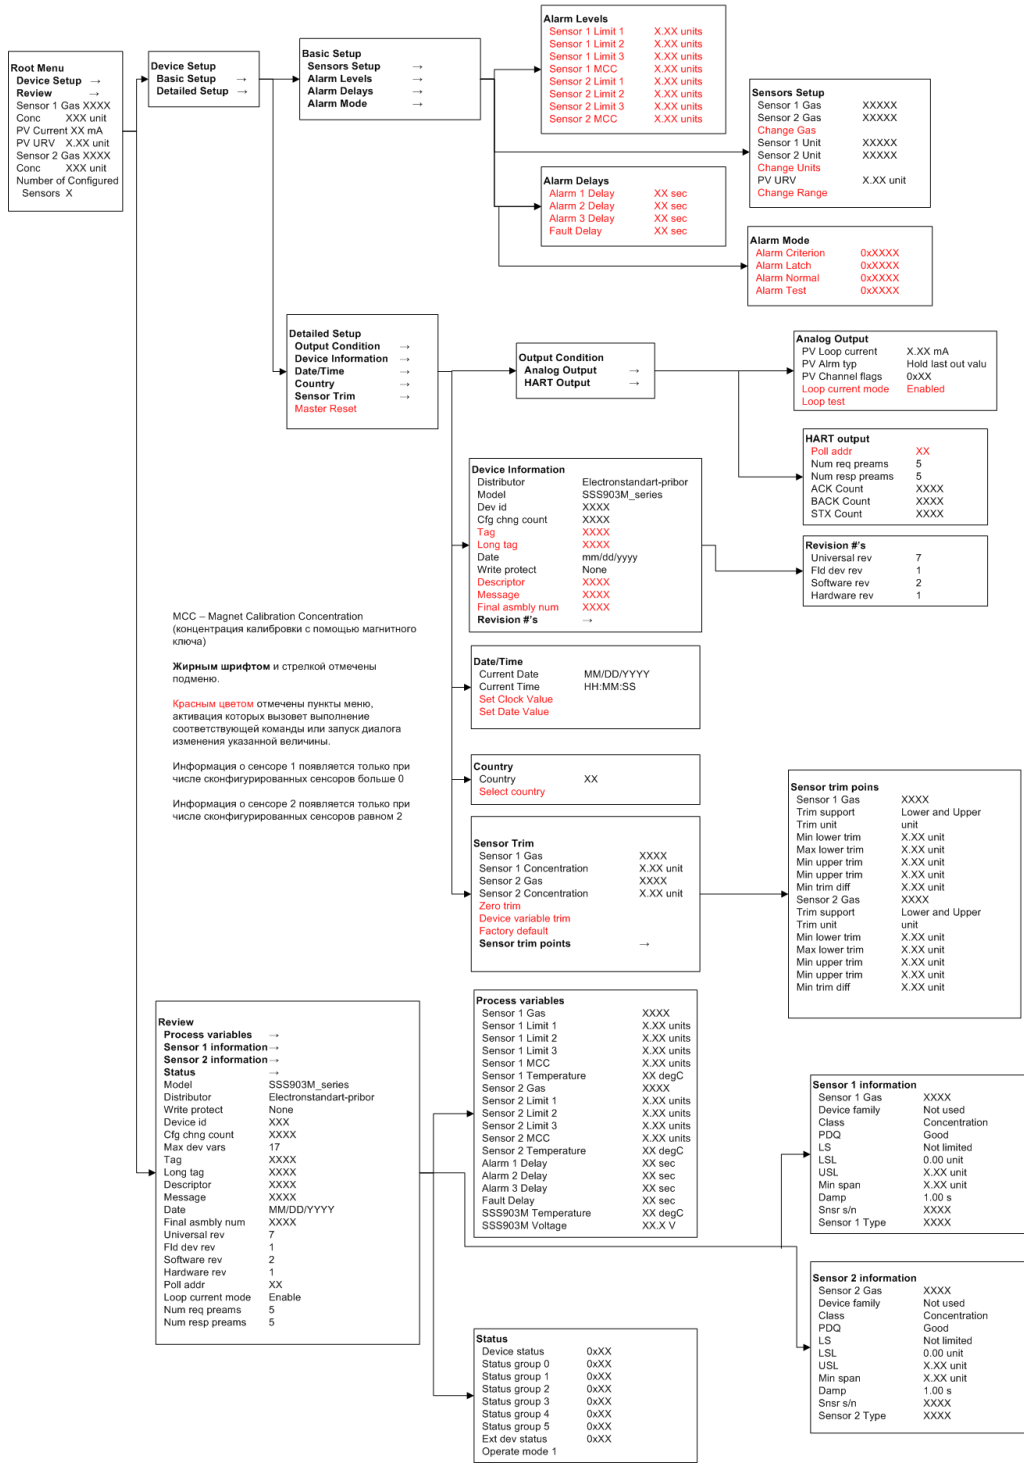 Root Menu
Device Setup →
Review →
Sensor 1 Gas XXXX
Conc XXX unit
PV Current XX mA
PV URV X.XX unit
Sensor 2 Gas XXXX
Conc XXX unit
Number of Configured
Sensors X
Device Setup
Basic Setup →
Detailed Setup →
Basic Setup
Sensors Setup →
Alarm Levels →
Alarm Delays →
Alarm Mode →
Alarm Levels
Sensor 1 Limit 1 X.XX units
Sensor 1 Limit 2 X.XX units
Sensor 1 Limit 3 X.XX units
Sensor 1 MCC X.XX units
Sensor 2 Limit 1 X.XX units
Sensor 2 Limit 2 X.XX units
Sensor 2 Limit 3 X.XX units
Sensor 2 MCC X.XX units
Sensors Setup
Sensor 1 Gas XXXXX
Sensor 2 Gas XXXXX
Change Gas
Sensor 1 Unit XXXXX
Sensor 2 Unit XXXXX
Change Units
PV URV X.XX unit
Change Range
Alarm Delays
Alarm 1 Delay XX sec
Alarm 2 Delay XX sec
Alarm 3 Delay XX sec
Fault Delay XX sec
Alarm Mode
Alarm Criterion 0xXXXX
Alarm Latch 0xXXXX
Alarm Normal 0xXXXX
Alarm Test 0xXXXX
Detailed Setup
Output Condition →
Device Information →
Date/Time →
Country →
Sensor Trim →
Master Reset
Output Condition
Analog Output →
HART Output →
Analog Output
PV Loop current X.XX mA
PV Alrm typ Hold last out valu
PV Channel flags 0xXX
Loop current mode Enabled
Loop test
HART output
Poll addr XX
Num req preams 5
Num resp preams 5
ACK Count XXXX
BACK Count XXXX
STX Count XXXX
Device Information
Distributor Electronstandart-pribor
Model SSS903M_series
Dev id XXXX
Cfg chng count XXXX
Tag XXXX
Long tag XXXX
Date mm/dd/yyyy
Write protect None
Descriptor XXXX
Message XXXX
Final asmbly num XXXX
Revision #'s →
Revision #'s
Universal rev 7
Fld dev rev 1
Software rev 2
Hardware rev 1
MCC – Magnet Calibration Concentration
(концентрация калибровки с помощью магнитного
ключа)
Жирным шрифтом и стрелкой отмечены
подменю.
Красным цветом отмечены пункты меню,
активация которых вызовет выполнение
соответствующей команды или запуск диалога
изменения указанной величины.
Информация о сенсоре 1 появляется только при
числе сконфигурированных сенсоров больше 0
Информация о сенсоре 2 появляется только при
числе сконфигурированных сенсоров равном 2
Date/Time
Current Date MM/DD/YYYY
Current Time HH:MM:SS
Set Clock Value
Set Date Value
Country
Country XX
Select country
Sensor Trim
Sensor 1 Gas XXXX
Sensor 1 Concentration X.XX unit
Sensor 2 Gas XXXX
Sensor 2 Concentration X.XX unit
Zero trim
Device variable trim
Factory default
Sensor trim points →
Sensor trim poins
Sensor 1 Gas XXXX
Trim support Lower and Upper
Trim unit unit
Min lower trim X.XX unit
Max lower trim X.XX unit
Min upper trim X.XX unit
Min upper trim X.XX unit
Min trim diff X.XX unit
Sensor 2 Gas XXXX
Trim support Lower and Upper
Trim unit unit
Min lower trim X.XX unit
Max lower trim X.XX unit
Min upper trim X.XX unit
Min upper trim X.XX unit
Min trim diff X.XX unit
Review
Process variables →
Sensor 1 information →
Sensor 2 information →
Status →
Model SSS903M_series
Distributor Electronstandart-pribor
Write protect None
Device id XXX
Cfg chng count XXXX
Max dev vars 17
Tag XXXX
Long tag XXXX
Descriptor XXXX
Message XXXX
Date MM/DD/YYYY
Final asmbly num XXXX
Universal rev 7
Fld dev rev 1
Software rev 2
Hardware rev 1
Poll addr XX
Loop current mode Enable
Num req preams 5
Num resp preams 5
Process variables
Sensor 1 Gas XXXX
Sensor 1 Limit 1 X.XX units
Sensor 1 Limit 2 X.XX units
Sensor 1 Limit 3 X.XX units
Sensor 1 MCC X.XX units
Sensor 1 Temperature XX degC
Sensor 2 Gas XXXX
Sensor 2 Limit 1 X.XX units
Sensor 2 Limit 2 X.XX units
Sensor 2 Limit 3 X.XX units
Sensor 2 MCC X.XX units
Sensor 2 Temperature XX degC
Alarm 1 Delay XX sec
Alarm 2 Delay XX sec
Alarm 3 Delay XX sec
Fault Delay XX sec
SSS903M Temperature XX degC
SSS903M Voltage XX.X V
Sensor 1 information
Sensor 1 Gas XXXX
Device family Not used
Class Concentration
PDQ Good
LS Not limited
LSL 0.00 unit
USL X.XX unit
Min span X.XX unit
Damp 1.00 s
Snsr s/n XXXX
Sensor 1 Type XXXX
Sensor 2 information
Sensor 2 Gas XXXX
Device family Not used
Class Concentration
PDQ Good
LS Not limited
LSL 0.00 unit
USL X.XX unit
Min span X.XX unit
Damp 1.00 s
Snsr s/n XXXX
Sensor 2 Type XXXX
Status
Device status 0xXX
Status group 0 0xXX
Status group 1 0xXX
Status group 2 0xXX
Status group 3 0xXX
Status group 4 0xXX
Status group 5 0xXX
Ext dev status 0xXX
Operate mode 1